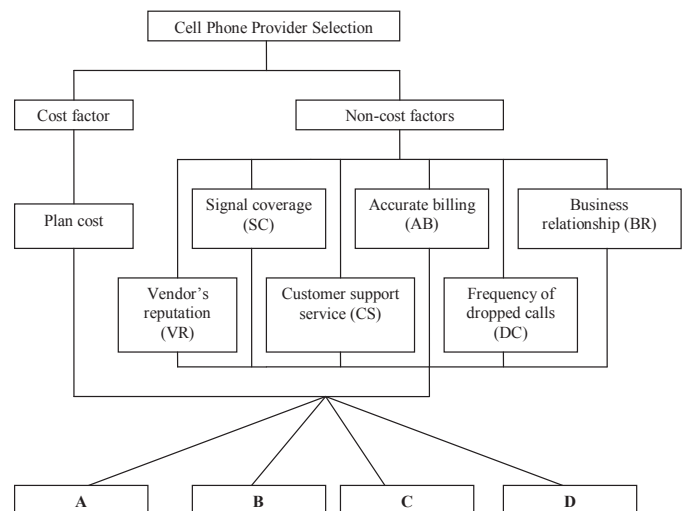 Cell Phone Provider Selection
Cost factor
Non-cost factors
Plan cost
Signal coverage
(SC)
Accurate billing
(AB)
Business
relationship (BR)
Vendor's
reputation
(VR)
Customer support
service (CS)
Frequency of
dropped calls
(DC)
A
B
C
D